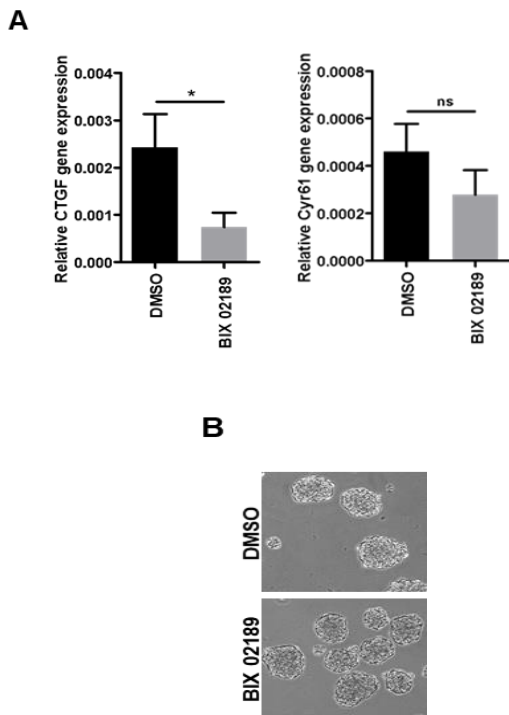 A
Relative CTGF gene expression
0.004
0.003
0.002
0.001
0.000
*
DMSO
BIX 02189
Relative Cyr61 gene expression
0.0008
0.0006
0.0004
0.0002
0.0000
ns
DMSO
BIX 02189
B
DMSO
BIX 02189